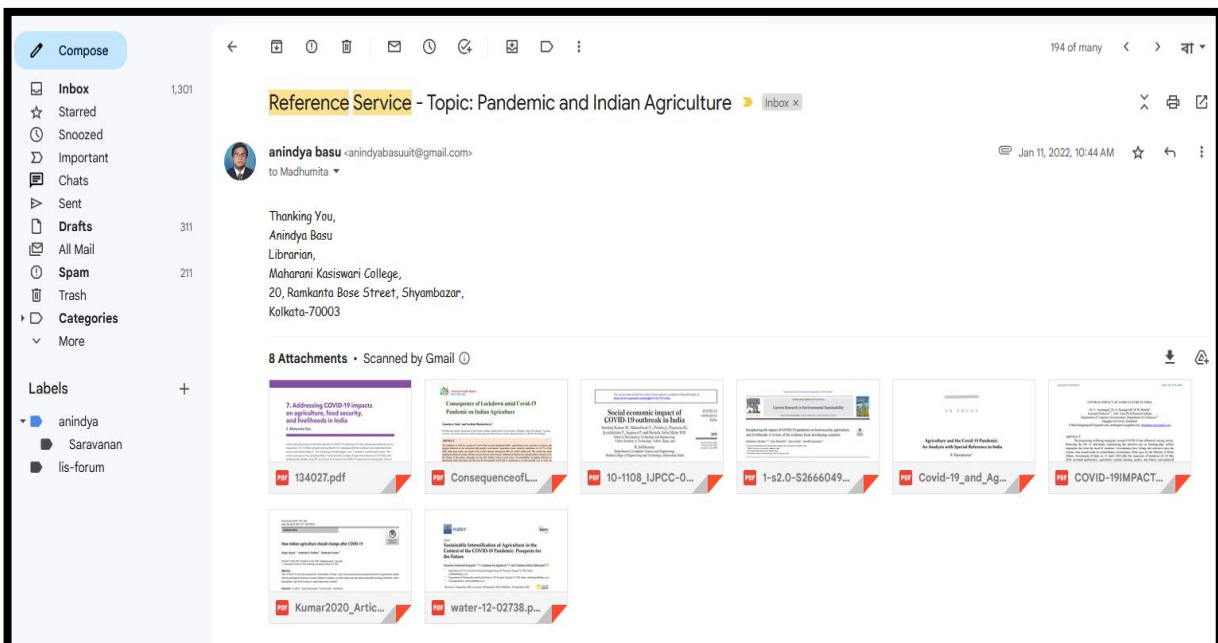 Compose
194 of many
বা
Inbox 1,301
Starred
Snoozed
Important
Chats
Sent
Drafts 311
All Mail
Spam 211
Trash
Categories
More
Labels
anindya
Saravanan
lis-forum
Reference Service - Topic: Pandemic and Indian Agriculture Inbox ×
anindya basu <anindyabasuuit@gmail.com>
Jan 11, 2022, 10:44 AM
to Madhumita
Thanking You,
Anindya Basu
Librarian,
Maharani Kasiswari College,
20, Ramkanta Bose Street, Shyambazar,
Kolkata-70003
8 Attachments • Scanned by Gmail
7. Addressing COVID-19 impacts
on agriculture, food security,
and livelihoods in India
PDF 134027.pdf
Consequence of Lockdown amid Covid-19
Pandemic on Indian Agriculture
PDF ConsequenceofL...
Social economic impact of
COVID-19 outbreak in India
PDF 10-1108_IJPCC-0...
Current Research in Environmental Sustainability
PDF 1-s2.0-S2666049...
IN FOCUS
Agriculture and the Covid-19 Pandemic
An Analysis with Special Reference to India
PDF Covid-19_and_Ag...
PDF COVID-19IMPACT...
How Indian agriculture should change after COVID-19
PDF Kumar2020_Artic...
water
Sustainable Intensification of Agriculture in the
Context of the COVID-19 Pandemic: Prospects for
the Future
PDF water-12-02738.p...